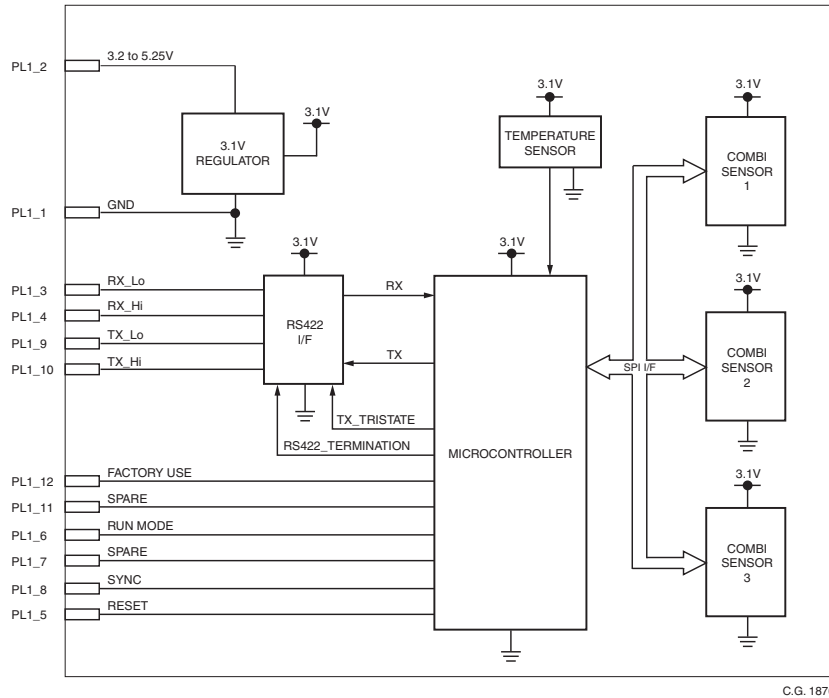 PL1_2
3.2 to 5.25V
3.1V
REGULATOR
3.1V
PL1_1
GND
3.1V
TEMPERATURE
SENSOR
3.1V
COMBI
SENSOR
1
PL1_3
RX_Lo
PL1_4
RX_Hi
PL1_9
TX_Lo
PL1_10
TX_Hi
3.1V
RS422
I/F
RX
TX
TX_TRISTATE
RS422_TERMINATION
3.1V
MICROCONTROLLER
SPI I/F
3.1V
COMBI
SENSOR
2
3.1V
COMBI
SENSOR
3
PL1_12
FACTORY USE
PL1_11
SPARE
PL1_6
RUN MODE
PL1_7
SPARE
PL1_8
SYNC
PL1_5
RESET